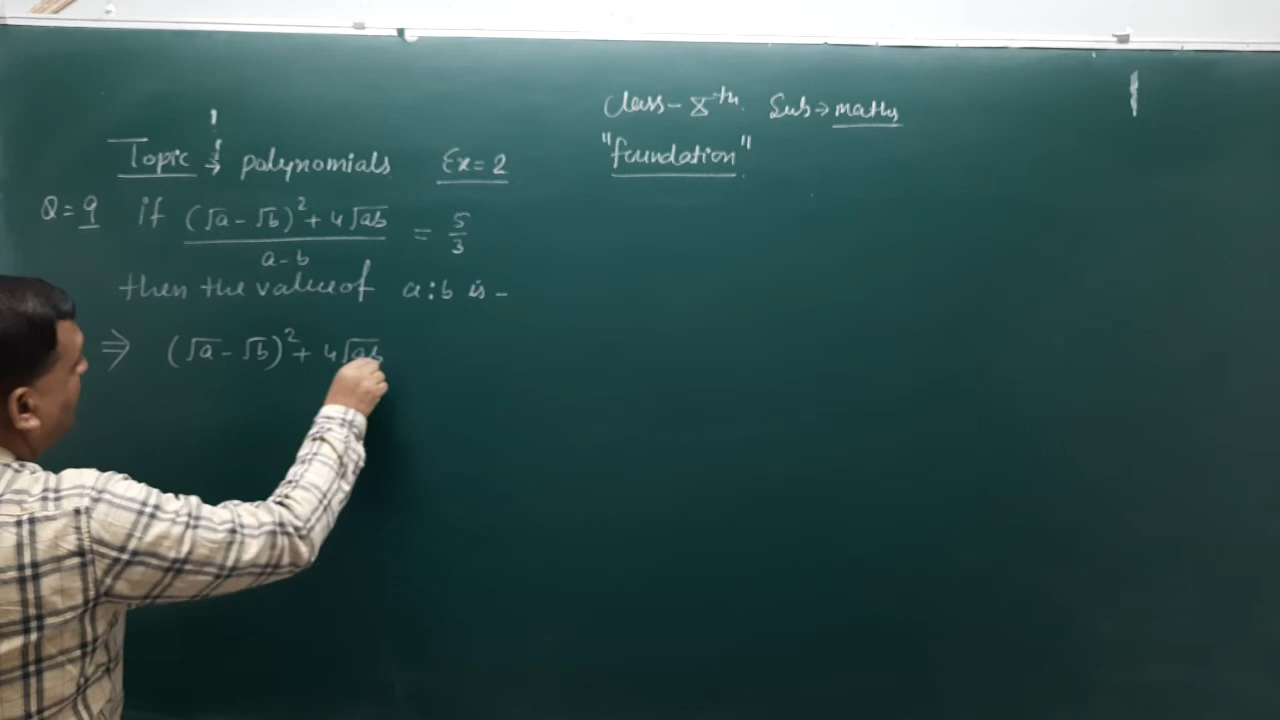 Class - X th. Sub → maths
"foundation"
Topic → polynomials Ex = 2
Q = 9 if ((√a - √b)² + 4√ab)/(a - b) = 5/3
then the value of a : b is -
⇒ (√a - √b)² + 4√ab